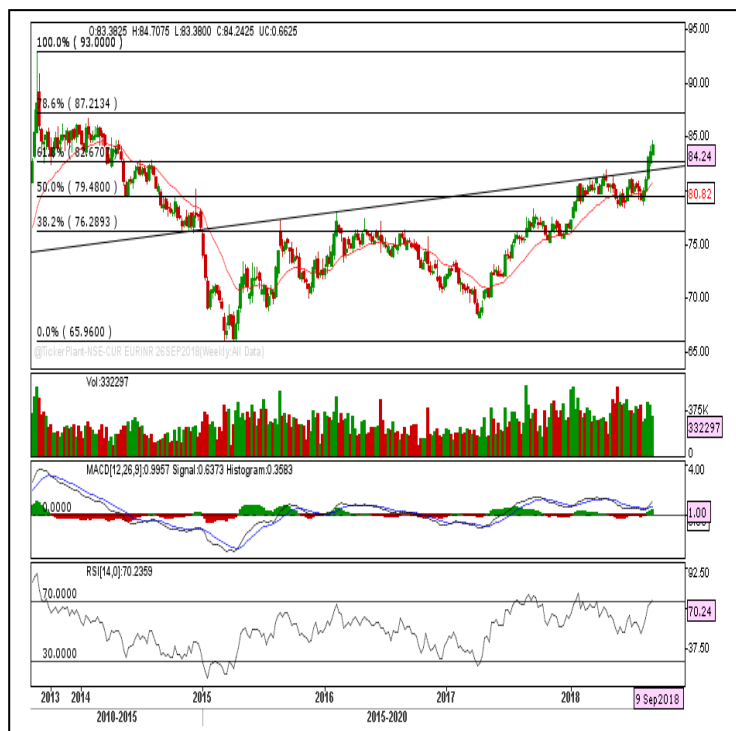 O:83.3825 H:84.7075 L:83.3800 C:84.2425 UC:0.6625
95.00
100.0% ( 93.0000 )
90.00
78.6% ( 87.2134 )
85.00
84.24
80.82
50.0% ( 79.4800 )
38.2% ( 76.2893 )
75.00
70.00
0.0% ( 65.9600 )
@TickerPlant-NSE-CUR EURINR 26SEP2018(Weekly:All Data)
65.00
Vol:332297
375K
332297
0
MACD[12,26,9]:0.9957 Signal:0.6373 Histogram:0.3583
4.00
0.0000
1.00
RSI[14,0]:70.2359
92.50
70.0000
70.24
37.50
30.0000
2013 2014 2015 2016 2017 2018 9 Sep2018
2010-2015 2015-2020